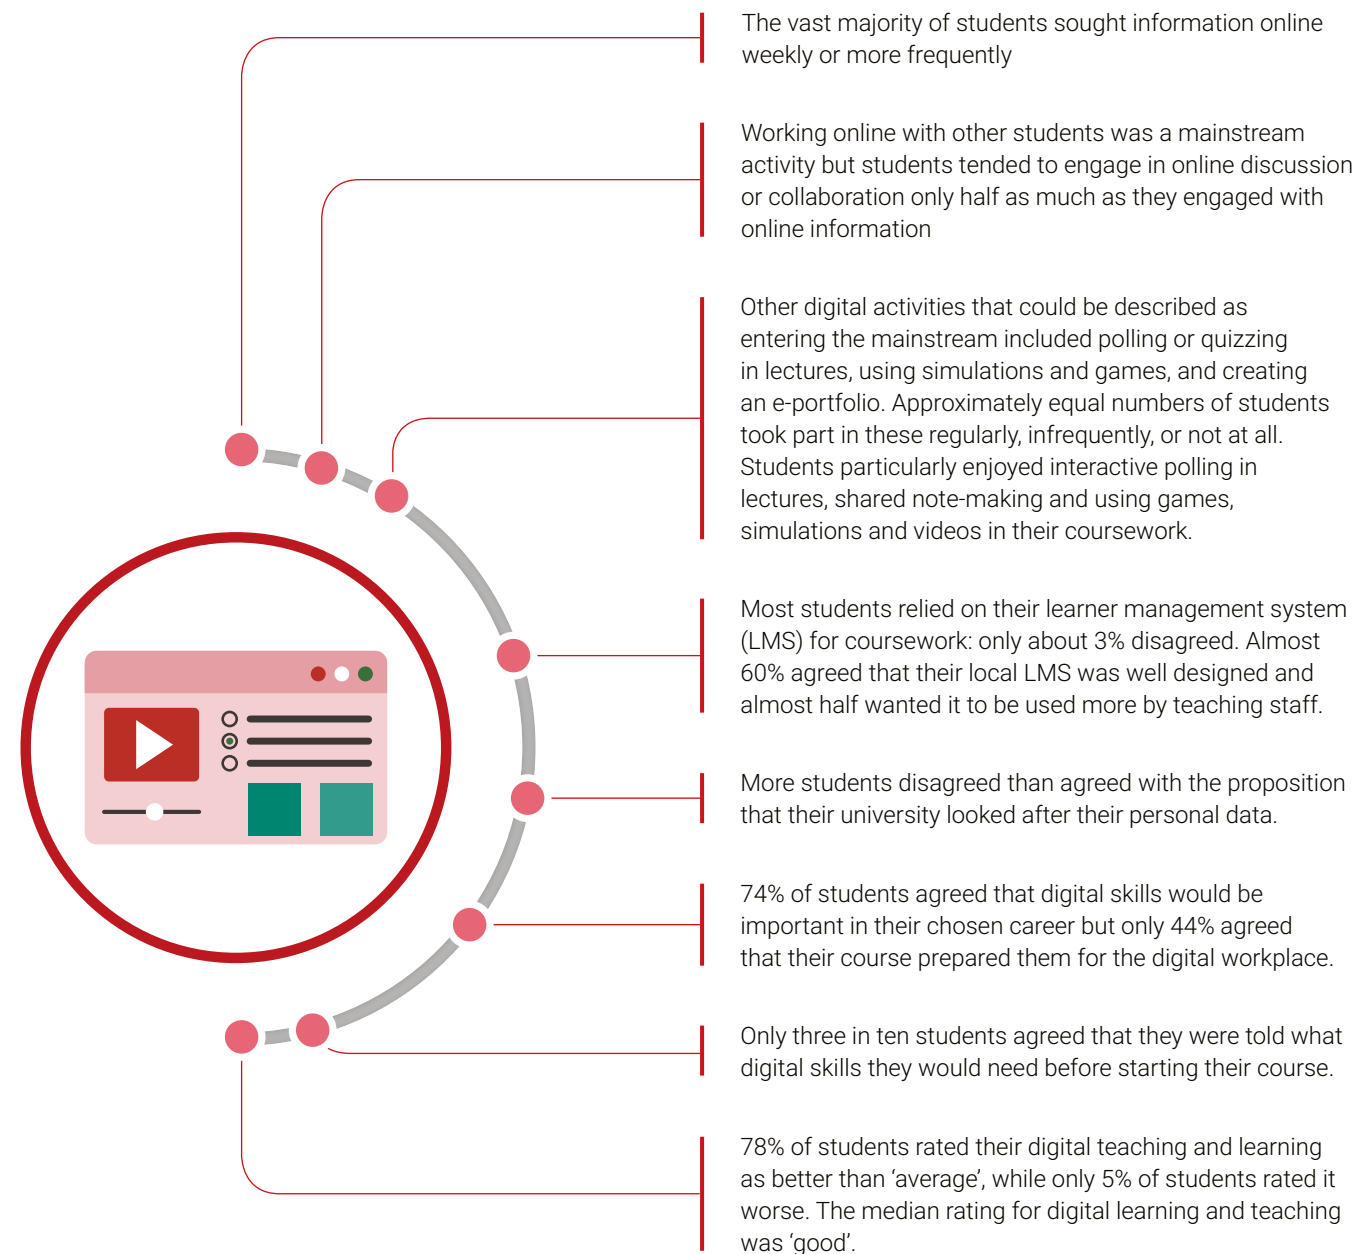 The vast majority of students sought information online
weekly or more frequently
Working online with other students was a mainstream
activity but students tended to engage in online discussion
or collaboration only half as much as they engaged with
online information
Other digital activities that could be described as
entering the mainstream included polling or quizzing
in lectures, using simulations and games, and creating
an e-portfolio. Approximately equal numbers of students
took part in these regularly, infrequently, or not at all.
Students particularly enjoyed interactive polling in
lectures, shared note-making and using games,
simulations and videos in their coursework.
Most students relied on their learner management system
(LMS) for coursework: only about 3% disagreed. Almost
60% agreed that their local LMS was well designed and
almost half wanted it to be used more by teaching staff.
More students disagreed than agreed with the proposition
that their university looked after their personal data.
74% of students agreed that digital skills would be
important in their chosen career but only 44% agreed
that their course prepared them for the digital workplace.
Only three in ten students agreed that they were told what
digital skills they would need before starting their course.
78% of students rated their digital teaching and learning
as better than ‘average’, while only 5% of students rated it
worse. The median rating for digital learning and teaching
was ‘good’.